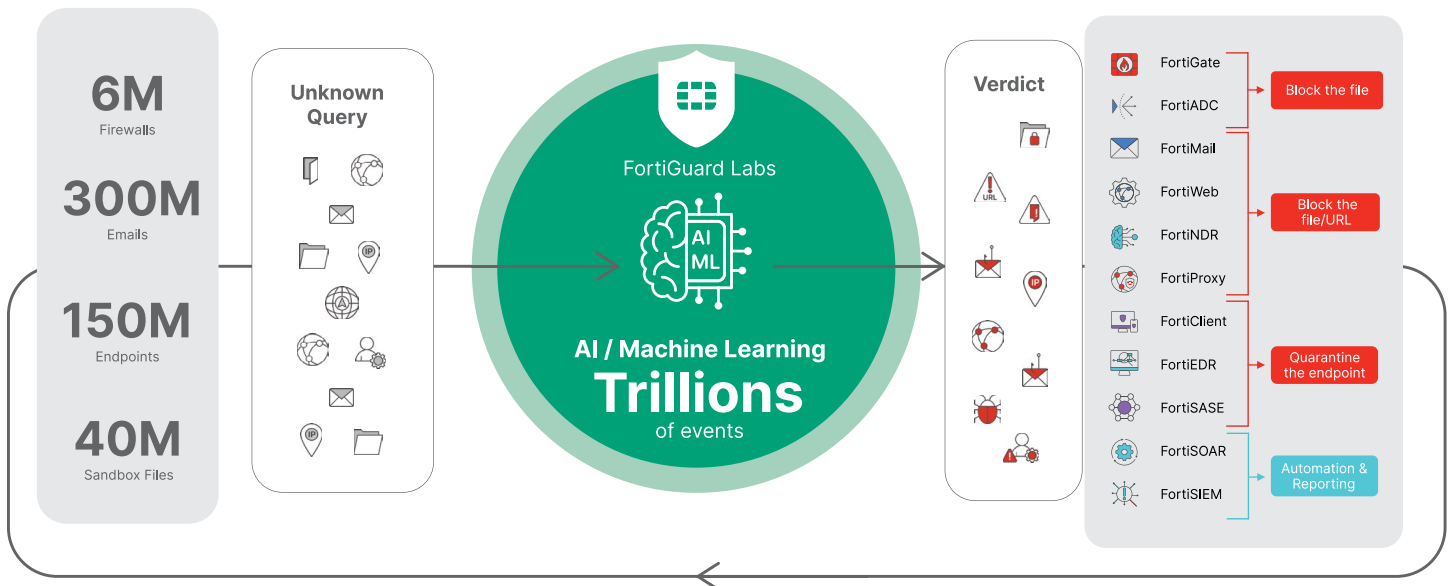 6M
Firewalls
300M
Emails
150M
Endpoints
40M
Sandbox Files
Unknown
Query
IP
A
IP
FortiGuard Labs
AI
ML
AI / Machine Learning
Trillions
of events
Verdict
URL
IP
FortiGate
FortiADC
Block the file
FortiMail
FortiWeb
FortiNDR
FortiProxy
Block the
file/URL
FortiClient
FortiEDR
FortiSASE
Quarantine
the endpoint
FortiSOAR
FortiSIEM
Automation &
Reporting